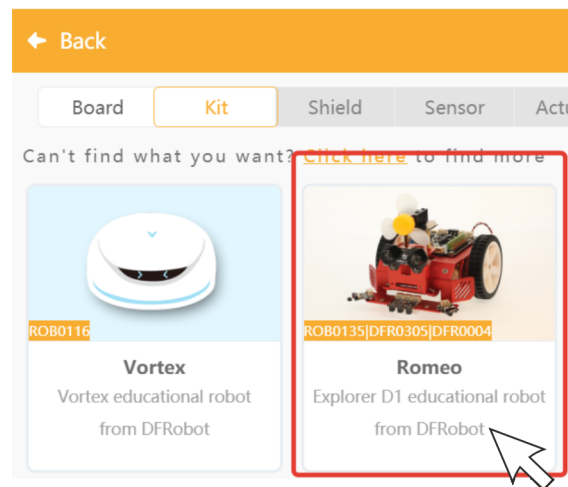 Back
Board Kit Shield Sensor Actu
Can't find what you want? Click here to find more
ROB0116
ROB0135|DFR0305|DFR0004
Vortex
Romeo
Vortex educational robot
from DFRobot
Explorer D1 educational robot
from DFRobot